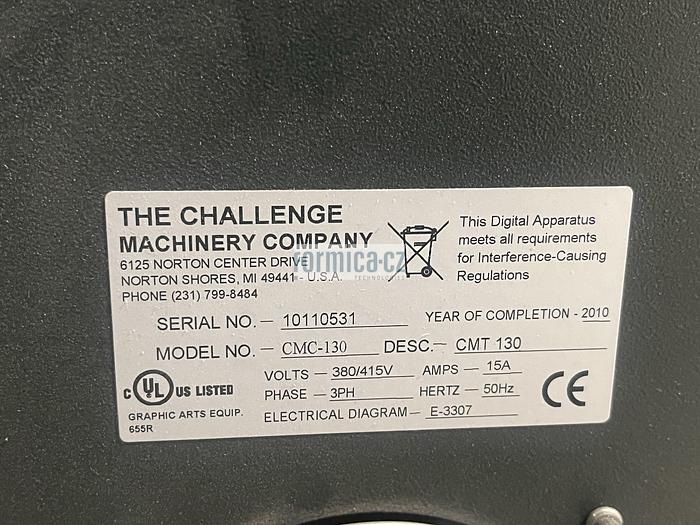 THE CHALLENGE
MACHINERY COMPANY
6125 NORTON CENTER DRIVE
NORTON SHORES, MI 49441 - U.S.A.
PHONE (231) 799-8484
formica.cz
TECHNOLOGIES
This Digital Apparatus
meets all requirements
for Interference-Causing
Regulations
SERIAL NO. – 10110531 YEAR OF COMPLETION - 2010
MODEL NO. – CMC-130 DESC. – CMT 130
VOLTS – 380/415V AMPS – 15A
PHASE – 3PH HERTZ – 50Hz
ELECTRICAL DIAGRAM – E-3307
C UL US LISTED
GRAPHIC ARTS EQUIP.
655R
CE